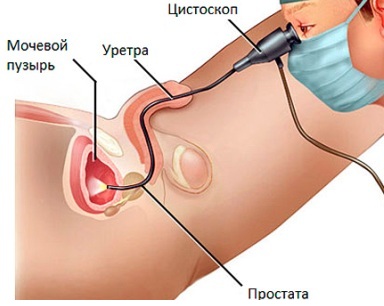 Цистоскоп
Мочевой
пузырь
Уретра
Простата